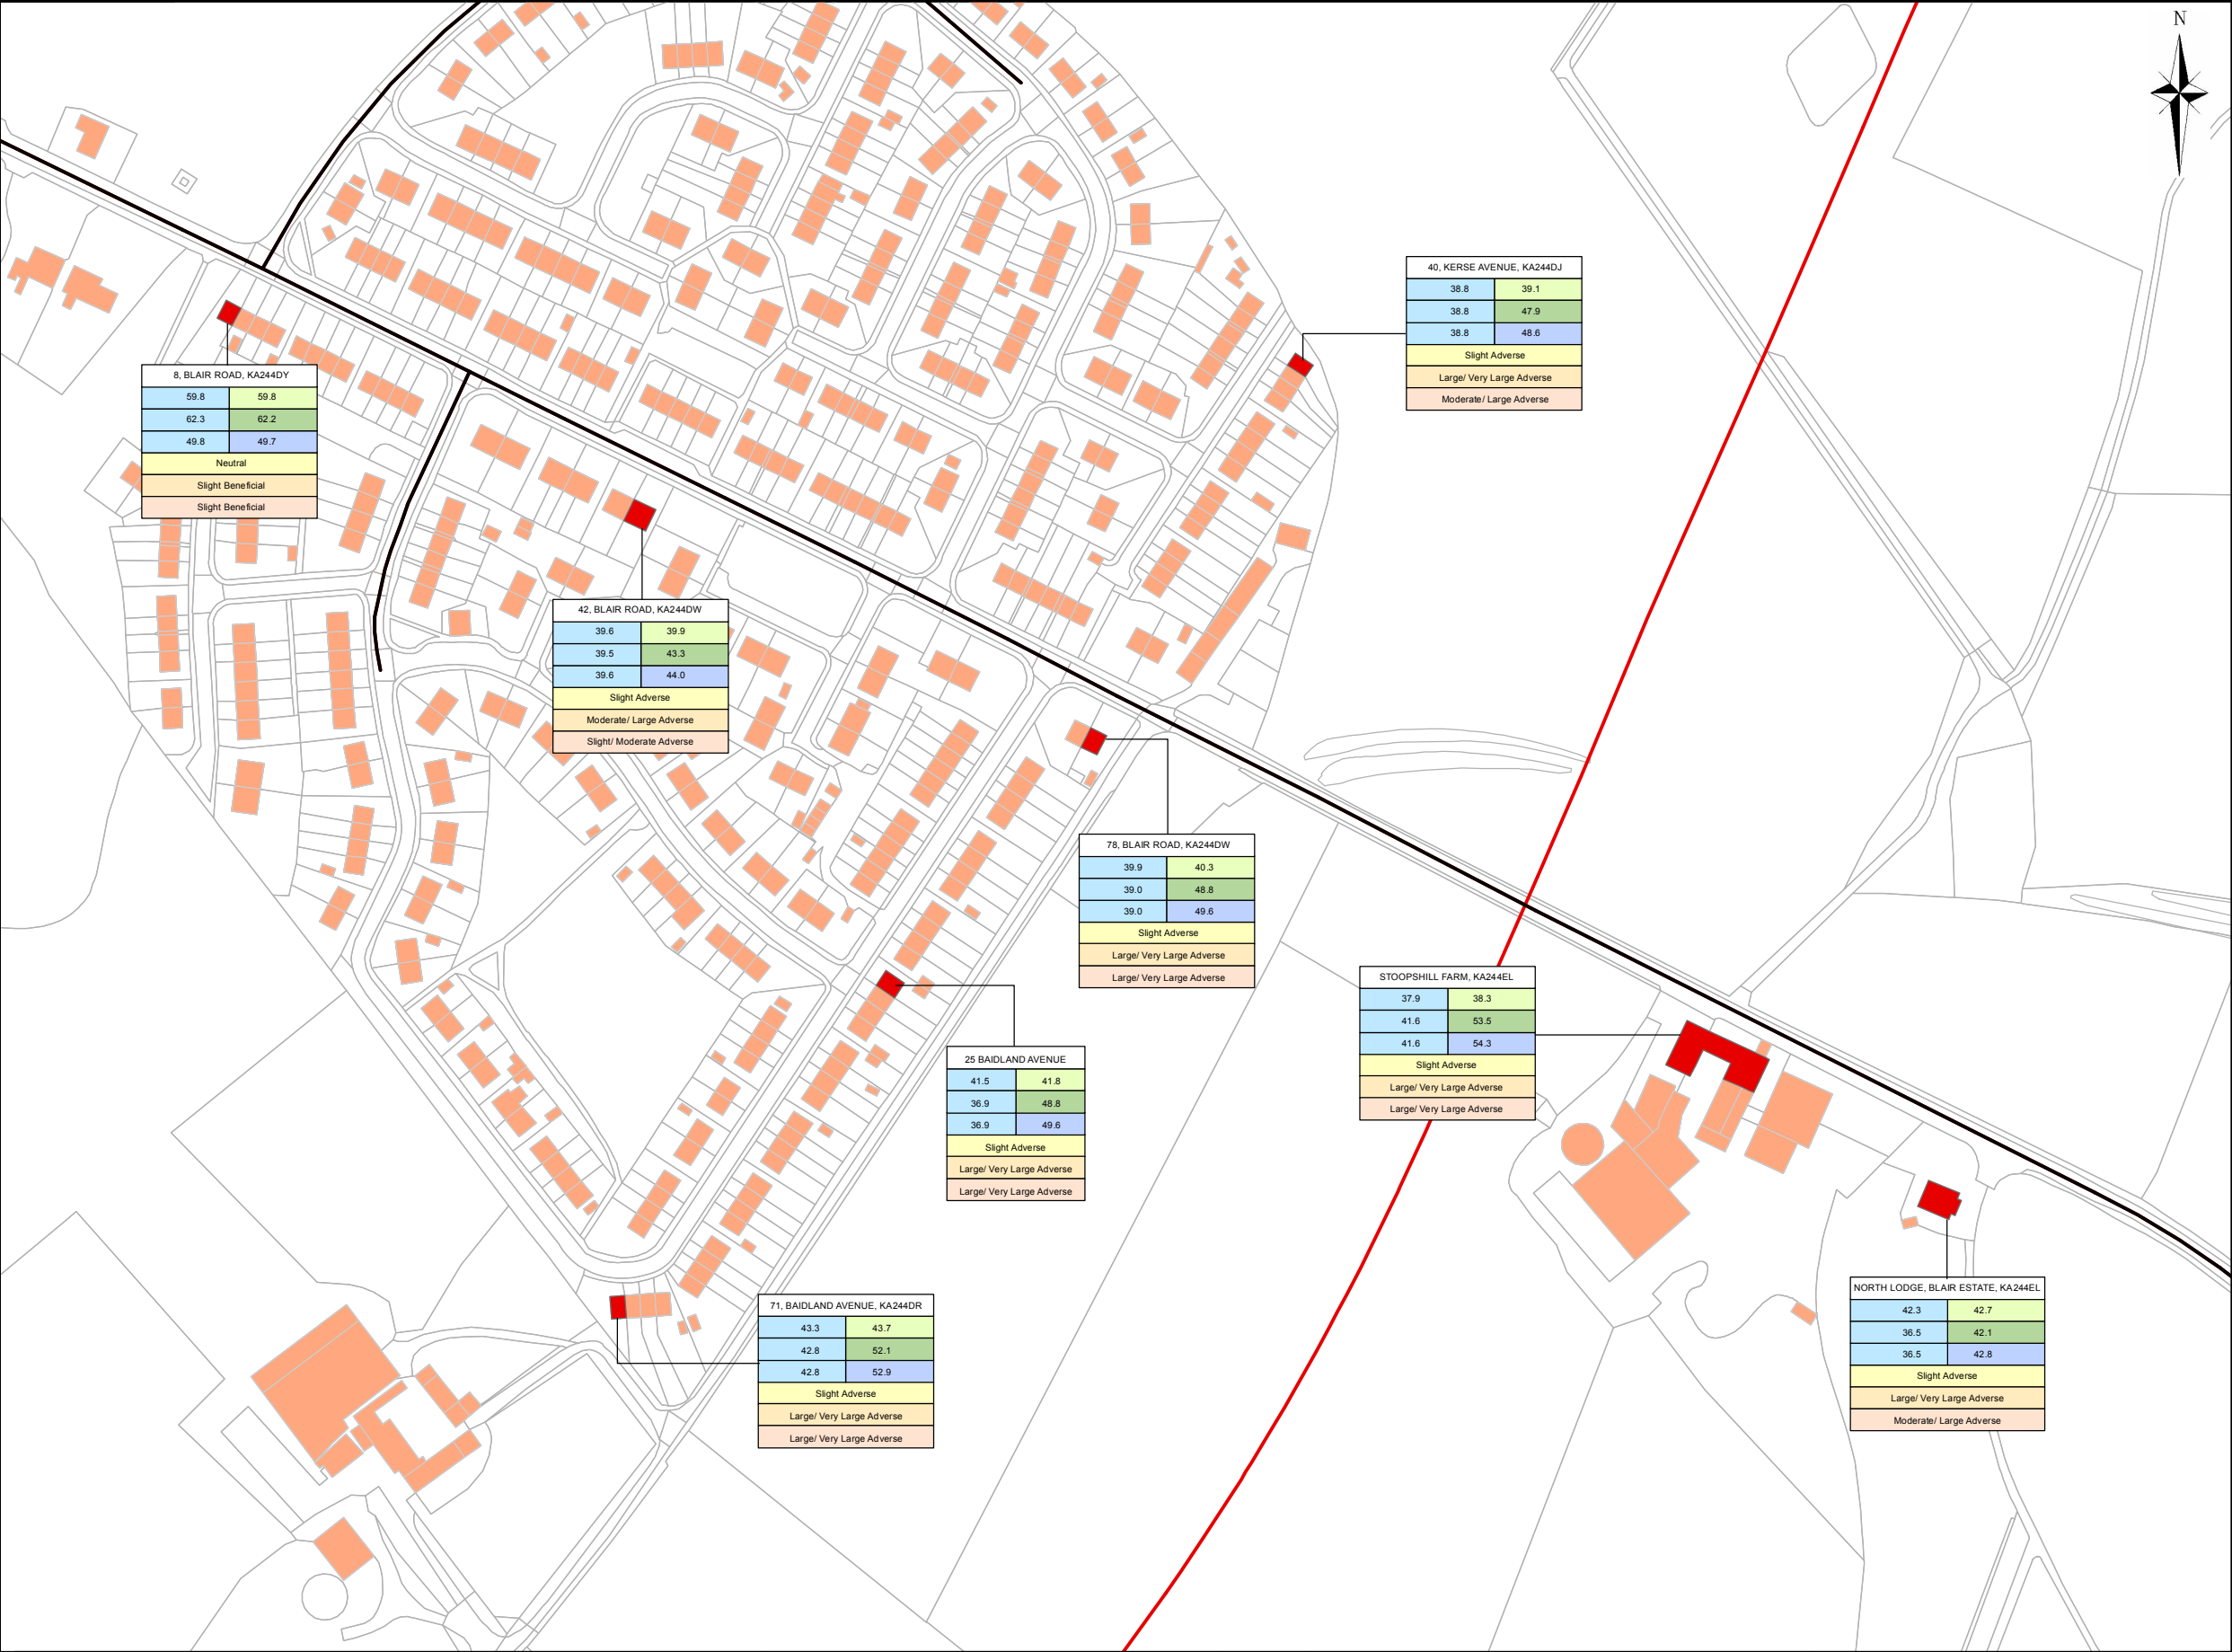 N
40, KERSE AVENUE, KA244DJ
38.8 39.1
38.8 47.9
38.8 48.6
Slight Adverse
Large/ Very Large Adverse
Moderate/ Large Adverse
8, BLAIR ROAD, KA244DY
59.8 59.8
62.3 62.2
49.8 49.7
Neutral
Slight Beneficial
Slight Beneficial
42, BLAIR ROAD, KA244DW
39.6 39.9
39.5 43.3
39.6 44.0
Slight Adverse
Moderate/ Large Adverse
Slight/ Moderate Adverse
78, BLAIR ROAD, KA244DW
39.9 40.3
39.0 48.8
39.0 49.6
Slight Adverse
Large/ Very Large Adverse
Large/ Very Large Adverse
STOOPSHILL FARM, KA244EL
37.9 38.3
41.6 53.5
41.6 54.3
Slight Adverse
Large/ Very Large Adverse
Large/ Very Large Adverse
25 BAIDLAND AVENUE
41.5 41.8
36.9 48.8
36.9 49.6
Slight Adverse
Large/ Very Large Adverse
Large/ Very Large Adverse
NORTH LODGE, BLAIR ESTATE, KA244EL
42.3 42.7
36.5 42.1
36.5 42.8
Slight Adverse
Large/ Very Large Adverse
Moderate/ Large Adverse
71, BAIDLAND AVENUE, KA244DR
43.3 43.7
42.8 52.1
42.8 52.9
Slight Adverse
Large/ Very Large Adverse
Large/ Very Large Adverse